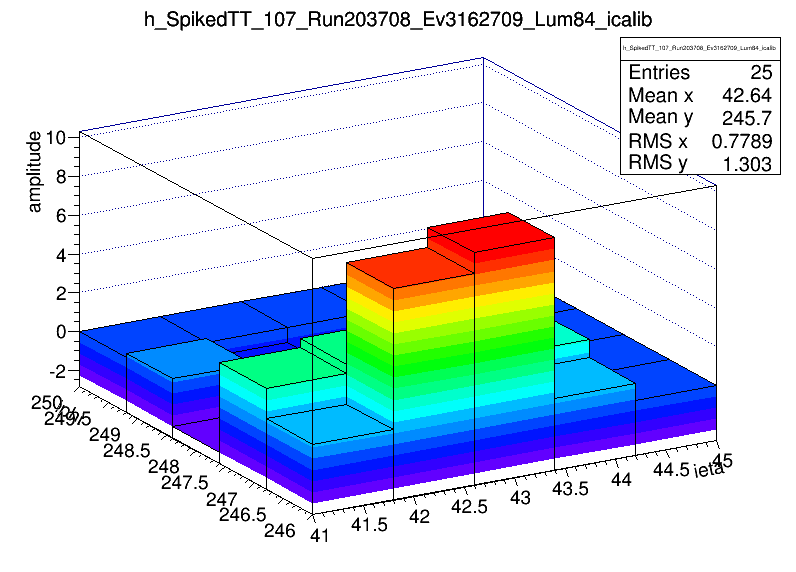 h_SpikedTT_107_Run203708_Ev3162709_Lum84_icalib
h_SpikedTT_107_Run203708_Ev3162709_Lum84_icalib
Entries 25
Mean x 42.64
Mean y 245.7
RMS x 0.7789
RMS y 1.303
amplitude
10
8
6
4
2
0
-2
250
249.5
249
248.5
248
247.5
247
246.5
246
41
41.5
42
42.5
43
43.5
44
44.5
45
ieta